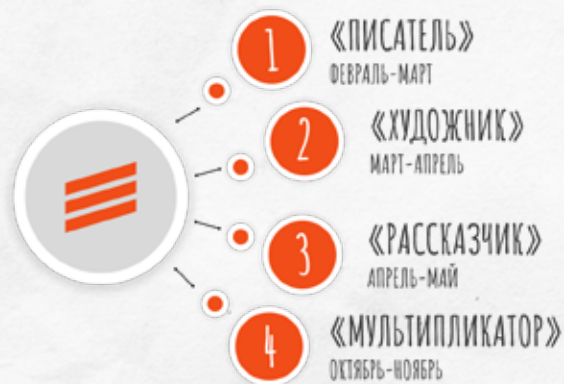 1
«ПИСАТЕЛЬ»
ФЕВРАЛЬ-МАРТ
2
«ХУДОЖНИК»
МАРТ-АПРЕЛЬ
3
«РАССКАЗЧИК»
АПРЕЛЬ-МАЙ
4
«МУЛЬТИПЛИКАТОР»
ОКТЯБРЬ-НОЯБРЬ